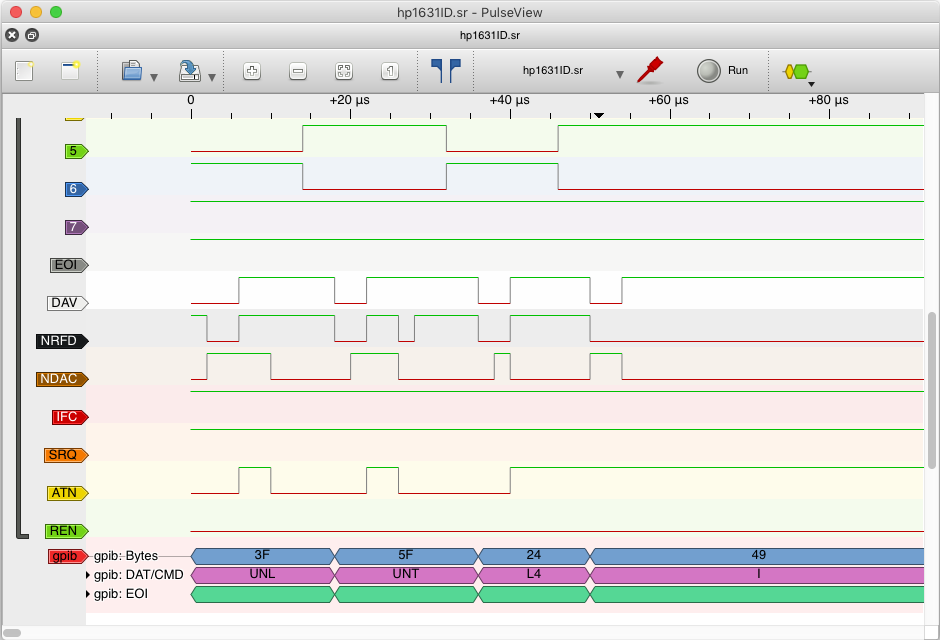 hp1631ID.sr - PulseView
hp1631ID.sr
hp1631ID.sr Run
0 +20 µs +40 µs +60 µs +80 µs
5
6
7
EOI
DAV
NRFD
NDAC
IFC
SRQ
ATN
REN
gpib gpib: Bytes 3F 5F 24 49
gpib: DAT/CMD UNL UNT L4 I
gpib: EOI